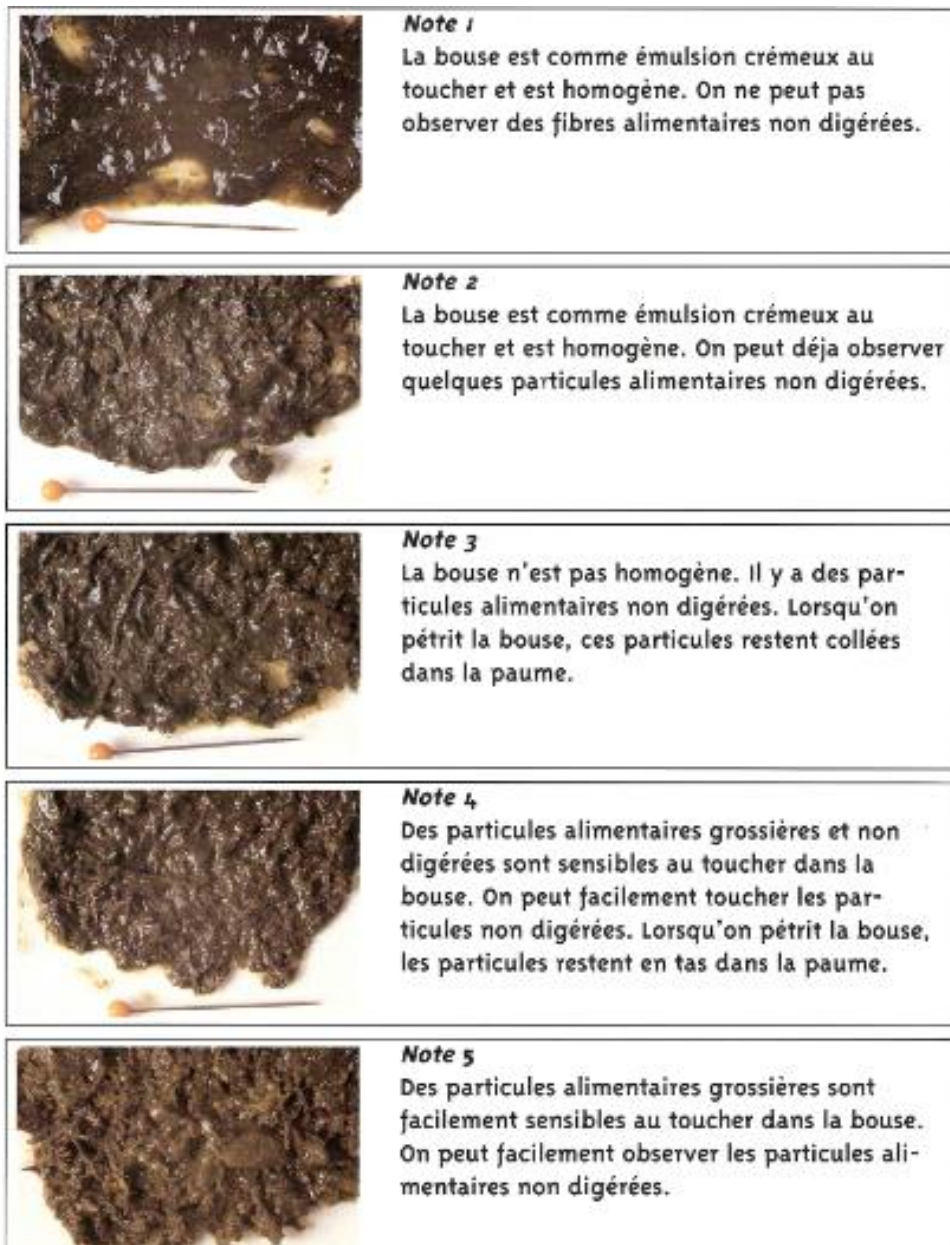 Note 1
La bouse est comme émulsion crémeux au
toucher et est homogène. On ne peut pas
observer des fibres alimentaires non digérées.
Note 2
La bouse est comme émulsion crémeux au
toucher et est homogène. On peut déja observer
quelques particules alimentaires non digérées.
Note 3
La bouse n'est pas homogène. Il y a des par-
ticules alimentaires non digérées. Lorsqu'on
pétrit la bouse, ces particules restent collées
dans la paume.
Note 4
Des particules alimentaires grossières et non
digérées sont sensibles au toucher dans la
bouse. On peut facilement toucher les par-
ticules non digérées. Lorsqu'on pétrit la bouse,
les particules restent en tas dans la paume.
Note 5
Des particules alimentaires grossières sont
facilement sensibles au toucher dans la bouse.
On peut facilement observer les particules ali-
mentaires non digérées.